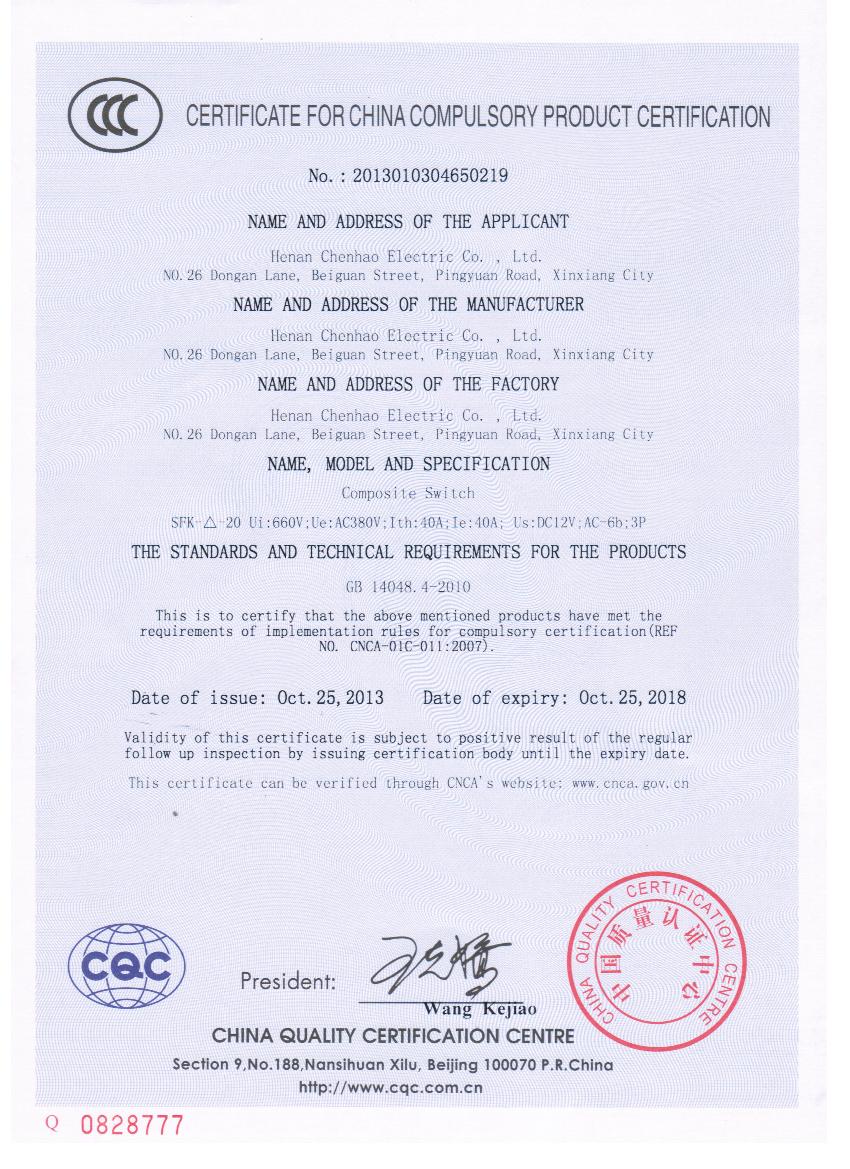 CCC
CERTIFICATE FOR CHINA COMPULSORY PRODUCT CERTIFICATION
No. : 2013010304650219
NAME AND ADDRESS OF THE APPLICANT
Henan Chenhao Electric Co. , Ltd.
NO.26 Dongan Lane, Beiguan Street, Pingyuan Road, Xinxiang City
NAME AND ADDRESS OF THE MANUFACTURER
Henan Chenhao Electric Co. , Ltd.
NO.26 Dongan Lane, Beiguan Street, Pingyuan Road, Xinxiang City
NAME AND ADDRESS OF THE FACTORY
Henan Chenhao Electric Co. , Ltd.
NO.26 Dongan Lane, Beiguan Street, Pingyuan Road, Xinxiang City
NAME, MODEL AND SPECIFICATION
Composite Switch
SFK-△-20 Ui:660V;Ue:AC380V;Ith:40A;Ie:40A; Us:DC12V;AC-6b;3P
THE STANDARDS AND TECHNICAL REQUIREMENTS FOR THE PRODUCTS
GB 14048.4-2010
This is to certify that the above mentioned products have met the
requirements of implementation rules for compulsory certification(REF
NO. CNCA-01C-011:2007).
Date of issue: Oct.25,2013 Date of expiry: Oct.25,2018
Validity of this certificate is subject to positive result of the regular
follow up inspection by issuing certification body until the expiry date.
This certificate can be verified through CNCA's website: www.cnca.gov.cn
CQC
President:
王克娇
Wang Kejiao
CHINA QUALITY CERTIFICATION CENTRE
中国质量认证中心
CHINA QUALITY CERTIFICATION CENTRE
Section 9,No.188,Nansihuan Xilu, Beijing 100070 P.R.China
http://www.cqc.com.cn
Q 0828777